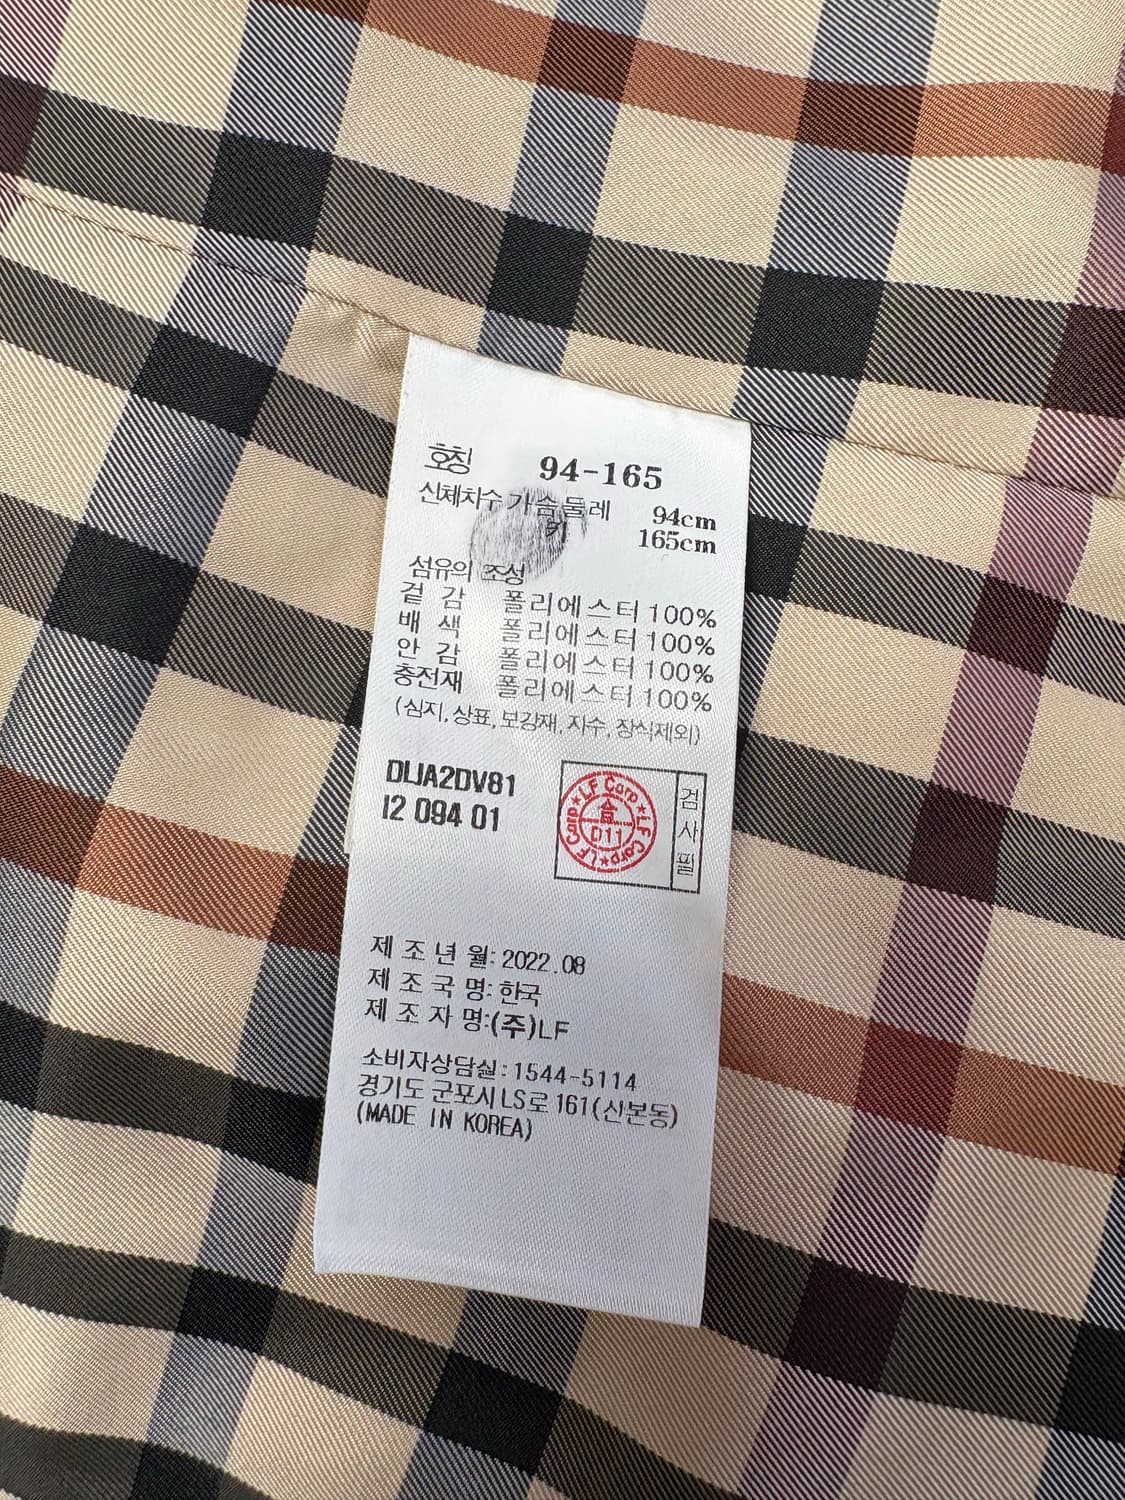 호칭 94-165
신체치수 가슴둘레 94cm
키 165cm
섬유의 조성
겉 감 폴리에스터 100%
배 색 폴리에스터 100%
안 감 폴리에스터 100%
충전재 폴리에스터 100%
(심지, 상표, 보강재, 자수, 장식제외)
DLJA2DV81
I2 094 01
LF Corp★LF Corp★LF Corp★
合
D11
검사필
제 조 년 월: 2022.08
제 조 국 명: 한국
제 조 자 명:(주)LF
소비자상담실: 1544-5114
경기도 군포시 LS로 161(산본동)
(MADE IN KOREA)